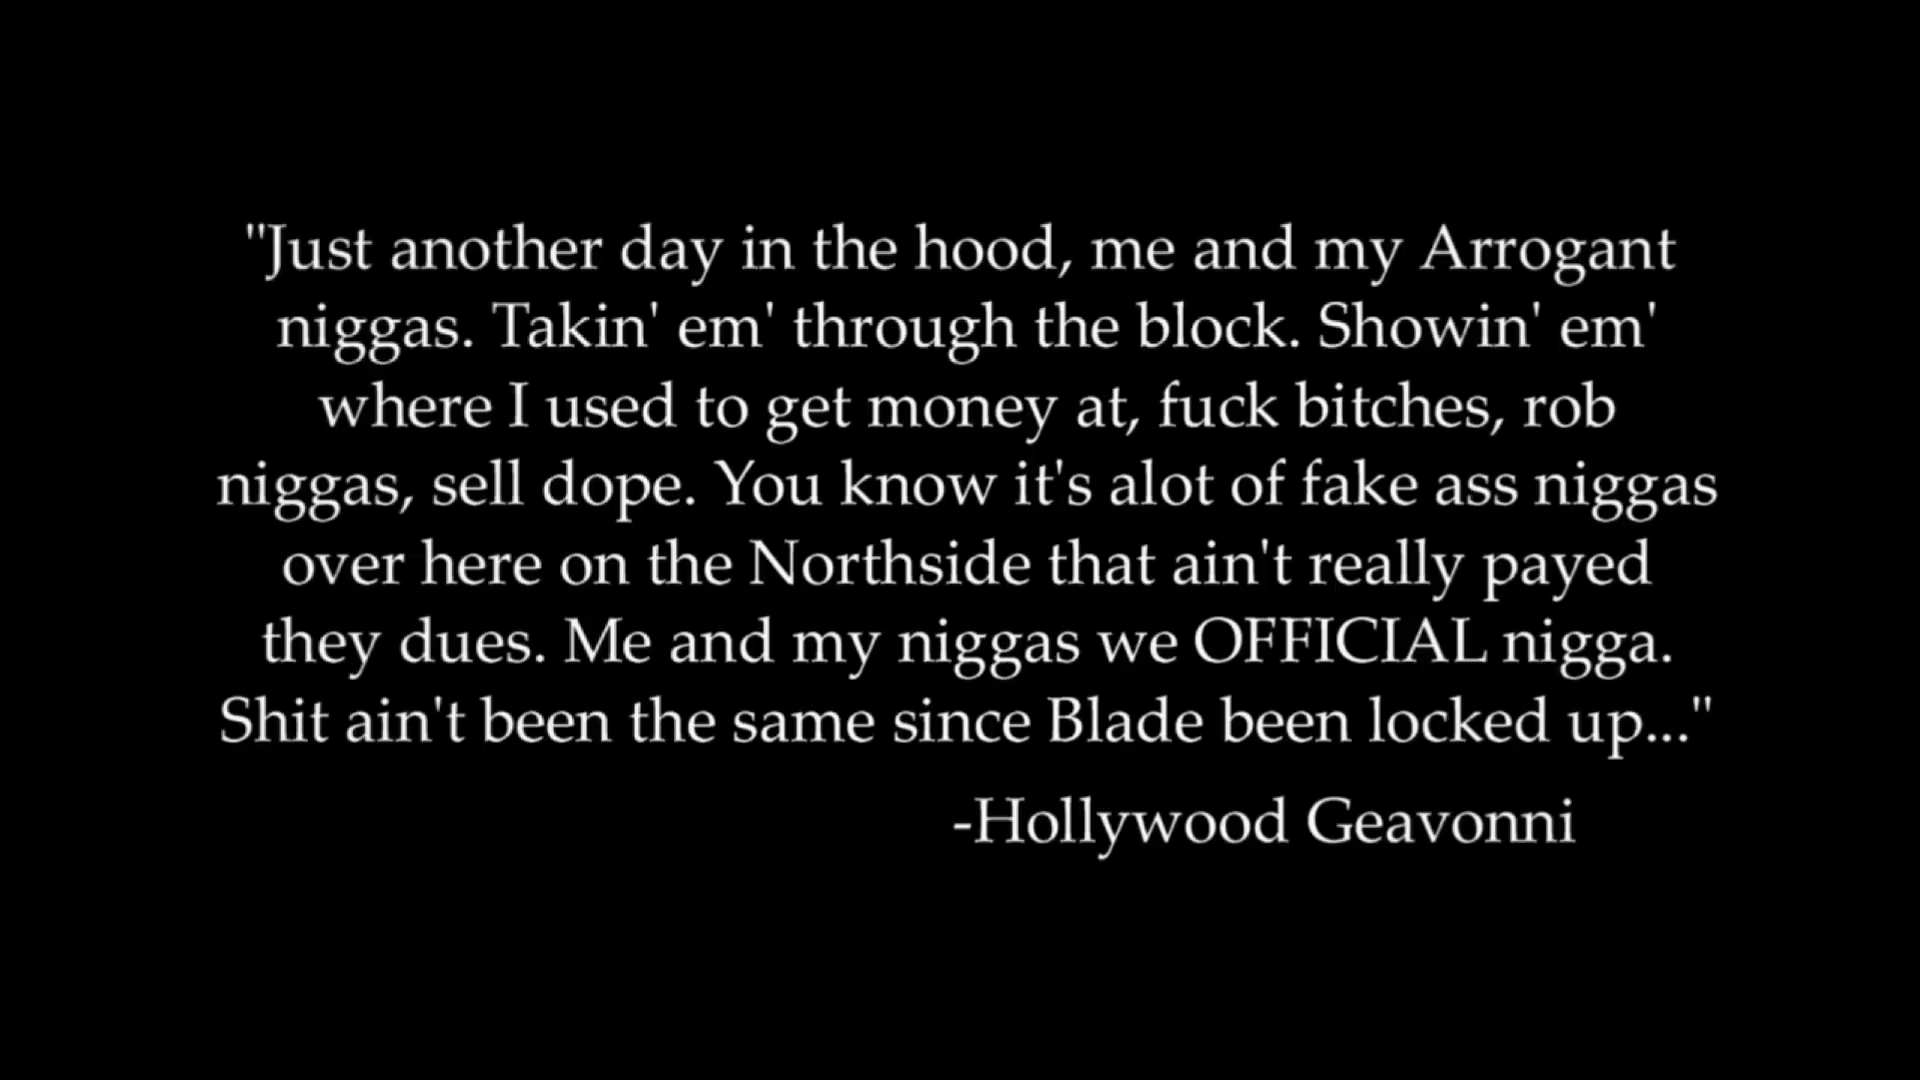 "Just another day in the hood, me and my Arrogant
niggas. Takin' em' through the block. Showin' em'
where I used to get money at, fuck bitches, rob
niggas, sell dope. You know it's alot of fake ass niggas
over here on the Northside that ain't really payed
they dues. Me and my niggas we OFFICIAL nigga.
Shit ain't been the same since Blade been locked up..."
-Hollywood Geavonni